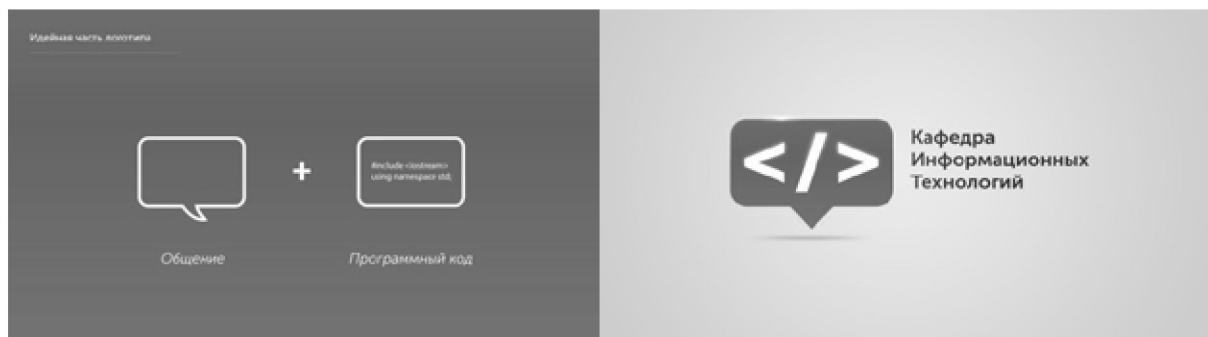 Идейная часть логотипа
#include <iostream>
using namespace std;
+
Общение
Программный код
</>
Кафедра
Информационных
Технологий